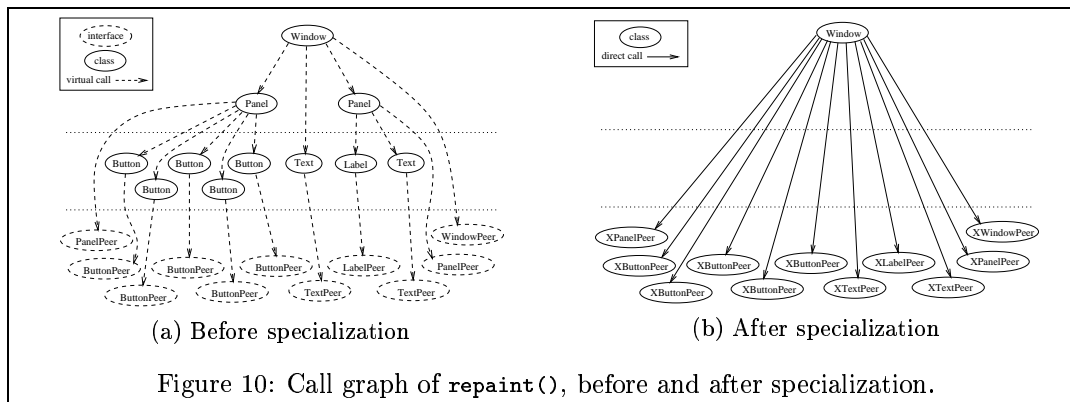 interface
class
virtual call
Window
Panel
Panel
Button
Button
Button
Text
Label
Text
Button
Button
PanelPeer
WindowPeer
ButtonPeer
ButtonPeer
ButtonPeer
LabelPeer
PanelPeer
ButtonPeer
ButtonPeer
TextPeer
TextPeer
(a) Before specialization
class
direct call
Window
XPanelPeer
XWindowPeer
XButtonPeer
XButtonPeer
XButtonPeer
XLabelPeer
XPanelPeer
XButtonPeer
XButtonPeer
XTextPeer
XTextPeer
(b) After specialization
Figure 10: Call graph of repaint(), before and after specialization.